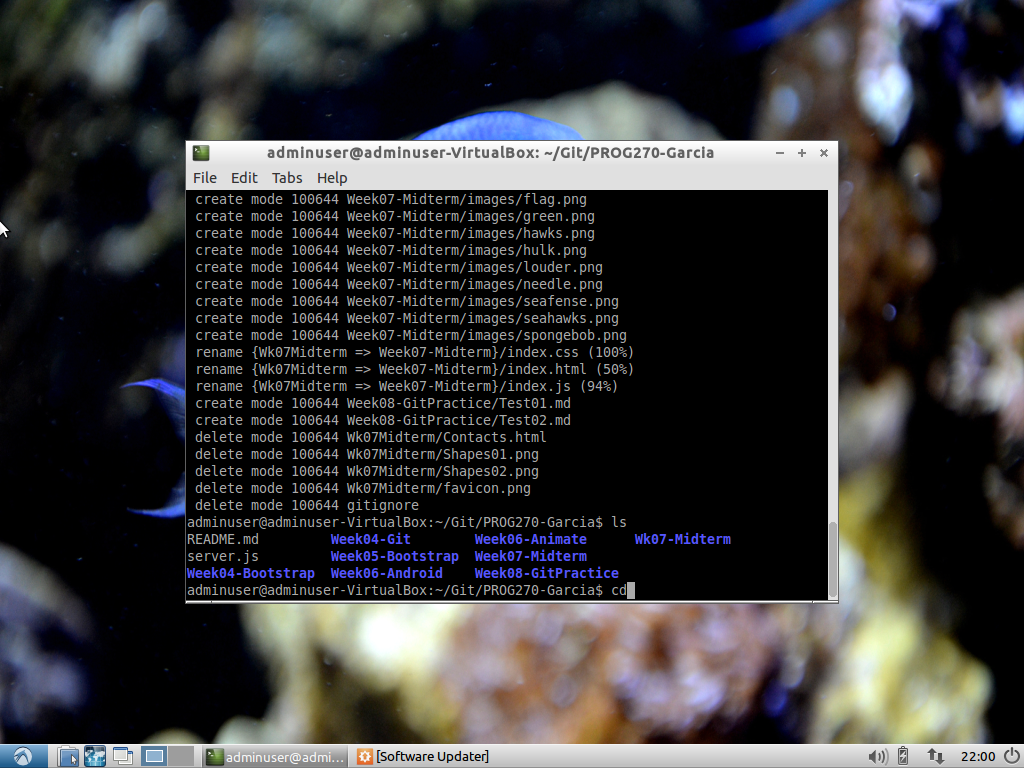 adminuser@adminuser-VirtualBox: ~/Git/PROG270-Garcia
File Edit Tabs Help
create mode 100644 Week07-Midterm/images/flag.png
create mode 100644 Week07-Midterm/images/green.png
create mode 100644 Week07-Midterm/images/hawks.png
create mode 100644 Week07-Midterm/images/hulk.png
create mode 100644 Week07-Midterm/images/louder.png
create mode 100644 Week07-Midterm/images/needle.png
create mode 100644 Week07-Midterm/images/seafense.png
create mode 100644 Week07-Midterm/images/seahawks.png
create mode 100644 Week07-Midterm/images/spongebob.png
rename {Wk07Midterm => Week07-Midterm}/index.css (100%)
rename {Wk07Midterm => Week07-Midterm}/index.html (50%)
rename {Wk07Midterm => Week07-Midterm}/index.js (94%)
create mode 100644 Week08-GitPractice/Test01.md
create mode 100644 Week08-GitPractice/Test02.md
delete mode 100644 Wk07Midterm/Contacts.html
delete mode 100644 Wk07Midterm/Shapes01.png
delete mode 100644 Wk07Midterm/Shapes02.png
delete mode 100644 Wk07Midterm/favicon.png
delete mode 100644 gitignore
adminuser@adminuser-VirtualBox:~/Git/PROG270-Garcia$ ls
README.md Week04-Git Week06-Animate Wk07-Midterm
server.js Week05-Bootstrap Week07-Midterm
Week04-Bootstrap Week06-Android Week08-GitPractice
adminuser@adminuser-VirtualBox:~/Git/PROG270-Garcia$ cd
adminuser@admi... [Software Updater] 22:00